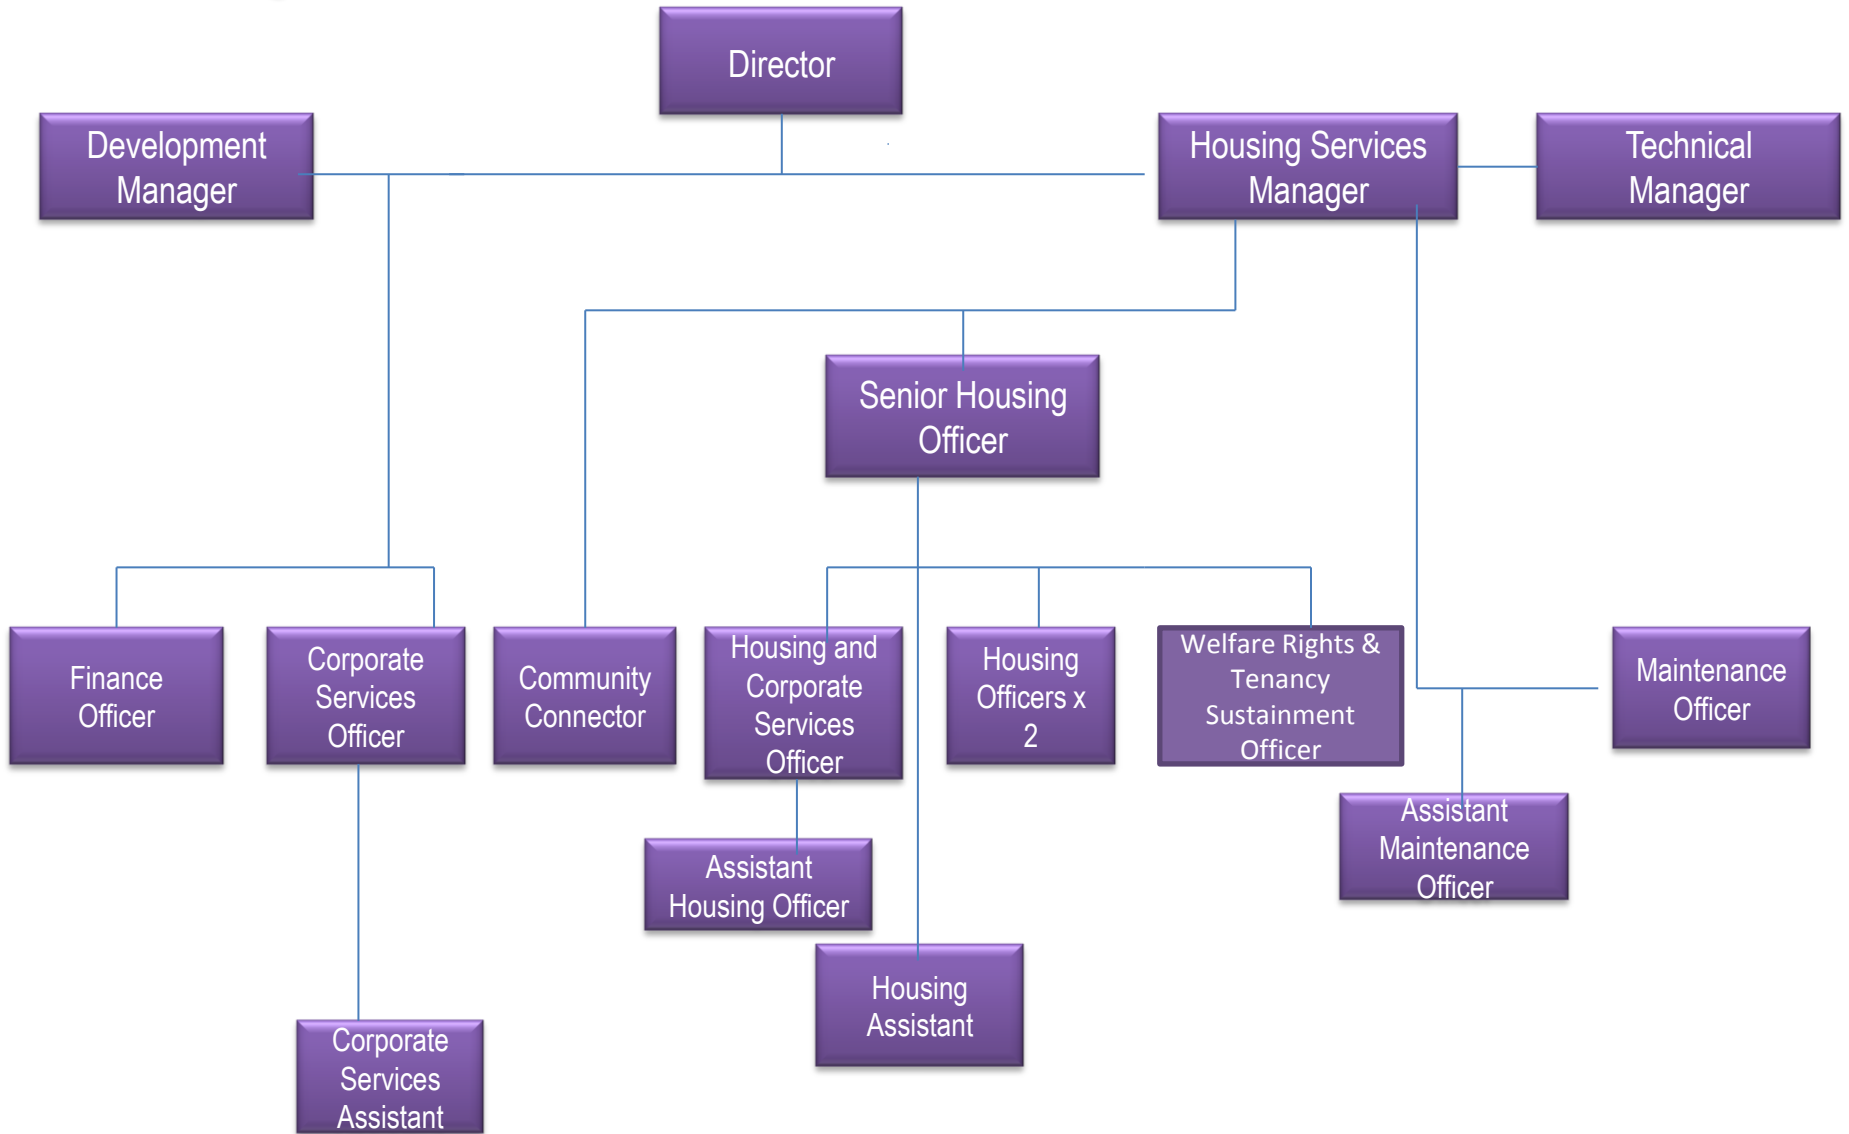 Director
Development
Manager
Housing Services
Manager
Technical
Manager
Senior Housing
Officer
Finance
Officer
Corporate
Services
Officer
Community
Connector
Housing and
Corporate
Services
Officer
Housing
Officers x
2
Welfare Rights &
Tenancy
Sustainment
Officer
Maintenance
Officer
Assistant
Housing Officer
Assistant
Maintenance
Officer
Housing
Assistant
Corporate
Services
Assistant